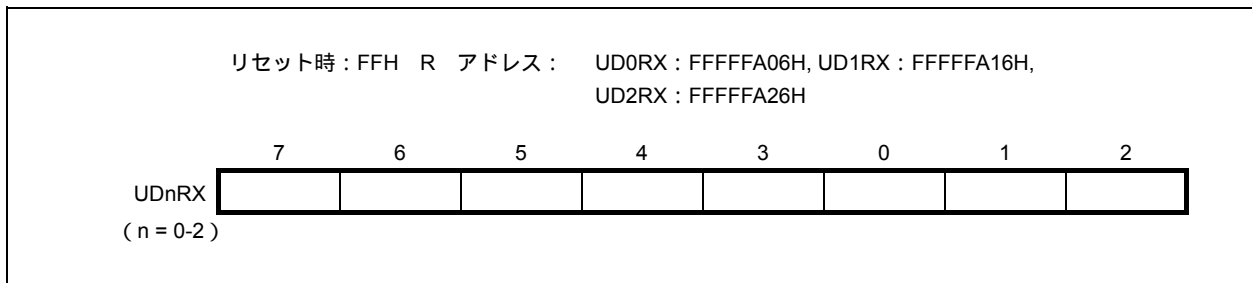 リセット時：FFH R アドレス： UD0RX：FFFFFA06H, UD1RX：FFFFFA16H,
UD2RX：FFFFFA26H
7 6 5 4 3 0 1 2
UDnRX
（n = 0-2）